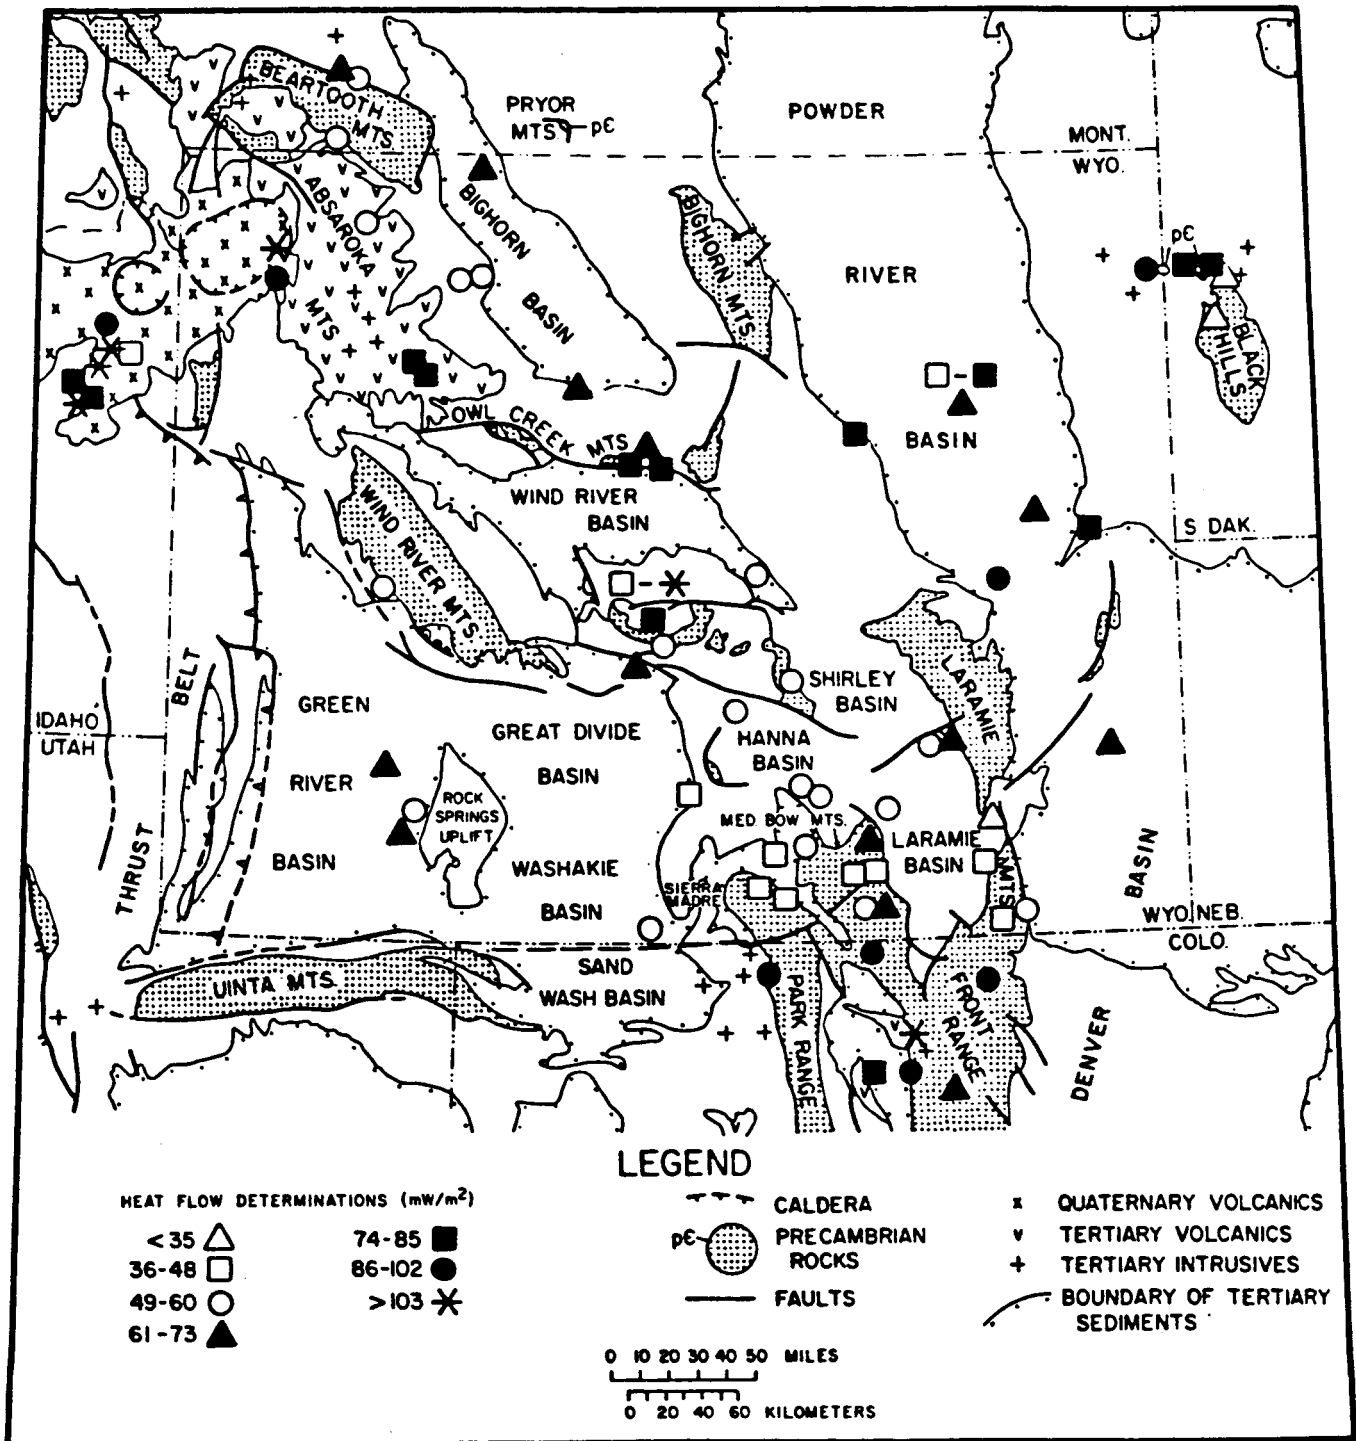 BEARTOOTH
MTS.
PRYOR
MTS
p€
POWDER
MONT.
WYO.
ABSAROKA
MTS.
BIGHORN
BASIN
BIGHORN MTS.
RIVER
p€
BLACK
HILLS
BASIN
OWL CREEK
MTS
WIND RIVER
BASIN
WIND RIVER MTS.
S DAK.
BELT
THRUST
IDAHO
UTAH
GREEN
RIVER
BASIN
GREAT DIVIDE
BASIN
ROCK
SPRINGS
UPLIFT
WASHAKIE
BASIN
SHIRLEY
BASIN
HANNA
BASIN
LARAMIE
MTS
MED BOW MTS.
LARAMIE
BASIN
SIERRA
MADRE
BASIN
WYO.
NEB.
COLO.
UINTA MTS.
SAND
WASH BASIN
PARK RANGE
FRONT
RANGE
DENVER
LEGEND
HEAT FLOW DETERMINATIONS (mW/m²)
<35
36-48
49-60
61-73
74-85
86-102
>103
CALDERA
p€
PRECAMBRIAN
ROCKS
FAULTS
x QUATERNARY VOLCANICS
v TERTIARY VOLCANICS
+ TERTIARY INTRUSIVES
BOUNDARY OF TERTIARY
SEDIMENTS
0 10 20 30 40 50 MILES
0 20 40 60 KILOMETERS